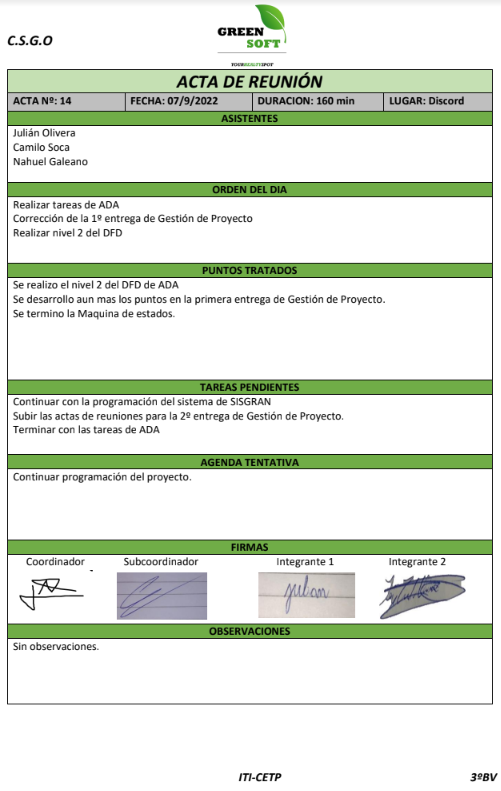 C.S.G.O
GREEN
SOFT
YOURREALTYSPOT
ACTA DE REUNIÓN
ACTA Nº: 14 FECHA: 07/9/2022 DURACION: 160 min LUGAR: Discord
ASISTENTES
Julián Olivera
Camilo Soca
Nahuel Galeano
ORDEN DEL DIA
Realizar tareas de ADA
Corrección de la 1º entrega de Gestión de Proyecto
Realizar nivel 2 del DFD
PUNTOS TRATADOS
Se realizo el nivel 2 del DFD de ADA
Se desarrollo aun mas los puntos en la primera entrega de Gestión de Proyecto.
Se termino la Maquina de estados.
TAREAS PENDIENTES
Continuar con la programación del sistema de SISGRAN
Subir las actas de reuniones para la 2º entrega de Gestión de Proyecto.
Terminar con las tareas de ADA
AGENDA TENTATIVA
Continuar programación del proyecto.
FIRMAS
Coordinador Subcoordinador Integrante 1 Integrante 2
julian
OBSERVACIONES
Sin observaciones.
ITI-CETP 3ºBV